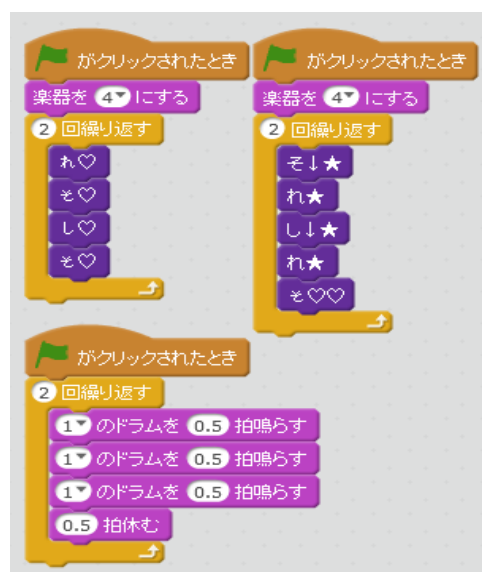 がクリックされたとき
楽器を 4▼ にする
2 回繰り返す
れ♡
そ♡
し♡
そ♡
がクリックされたとき
楽器を 4▼ にする
2 回繰り返す
そ↓★
れ★
し↓★
れ★
そ♡♡
がクリックされたとき
2 回繰り返す
1▼ のドラムを 0.5 拍鳴らす
1▼ のドラムを 0.5 拍鳴らす
1▼ のドラムを 0.5 拍鳴らす
0.5 拍休む